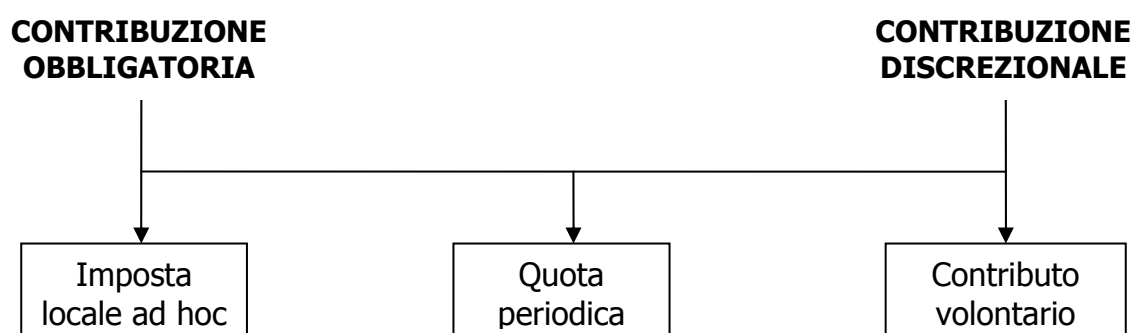 CONTRIBUZIONE
OBBLIGATORIA
CONTRIBUZIONE
DISCREZIONALE
Imposta
locale ad hoc
Quota
periodica
Contributo
volontario